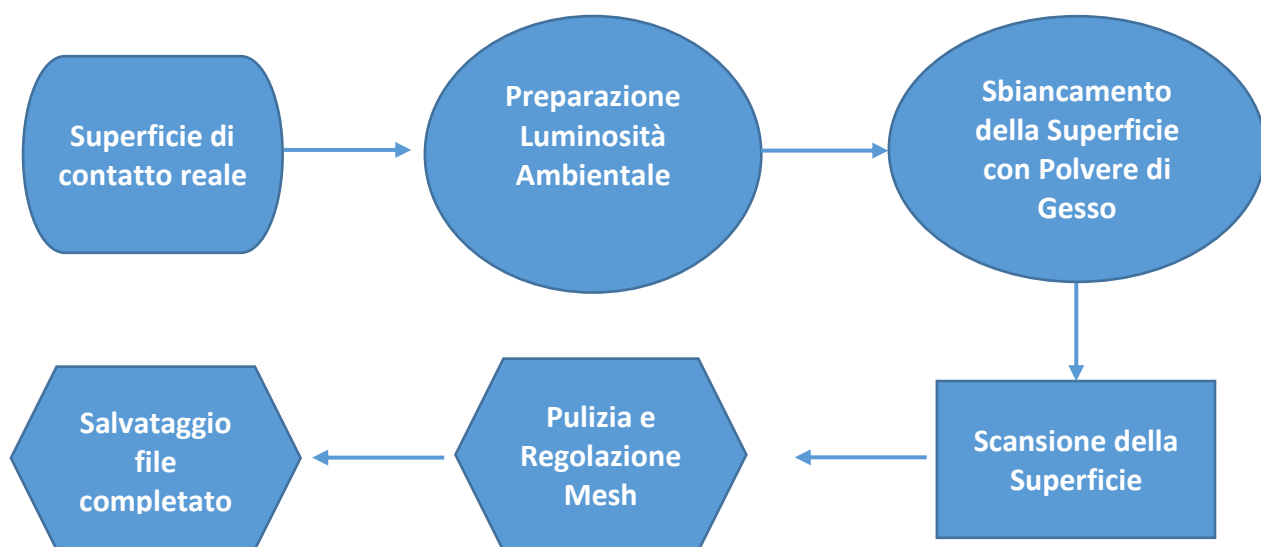 Superficie di
contatto reale
Preparazione
Luminosità
Ambientale
Sbiancamento
della Superficie
con Polvere di
Gesso
Scansione della
Superficie
Pulizia e
Regolazione
Mesh
Salvataggio
file
completato